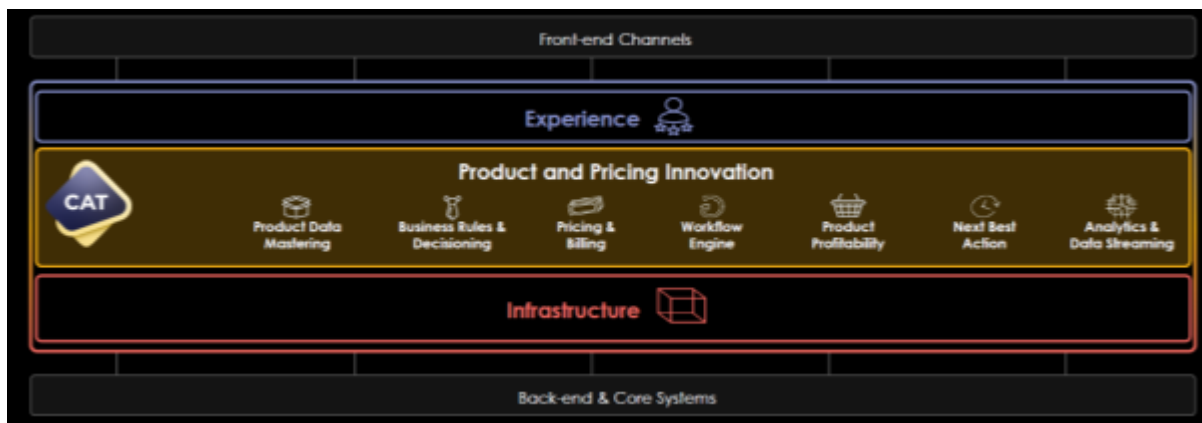 Front-end Channels
Experience
CAT
Product and Pricing Innovation
Product Data
Mastering
Business Rules &
Decisioning
Pricing &
Billing
Workflow
Engine
Product
Profitability
Next Best
Action
Analytics &
Data Streaming
Infrastructure
Back-end & Core Systems